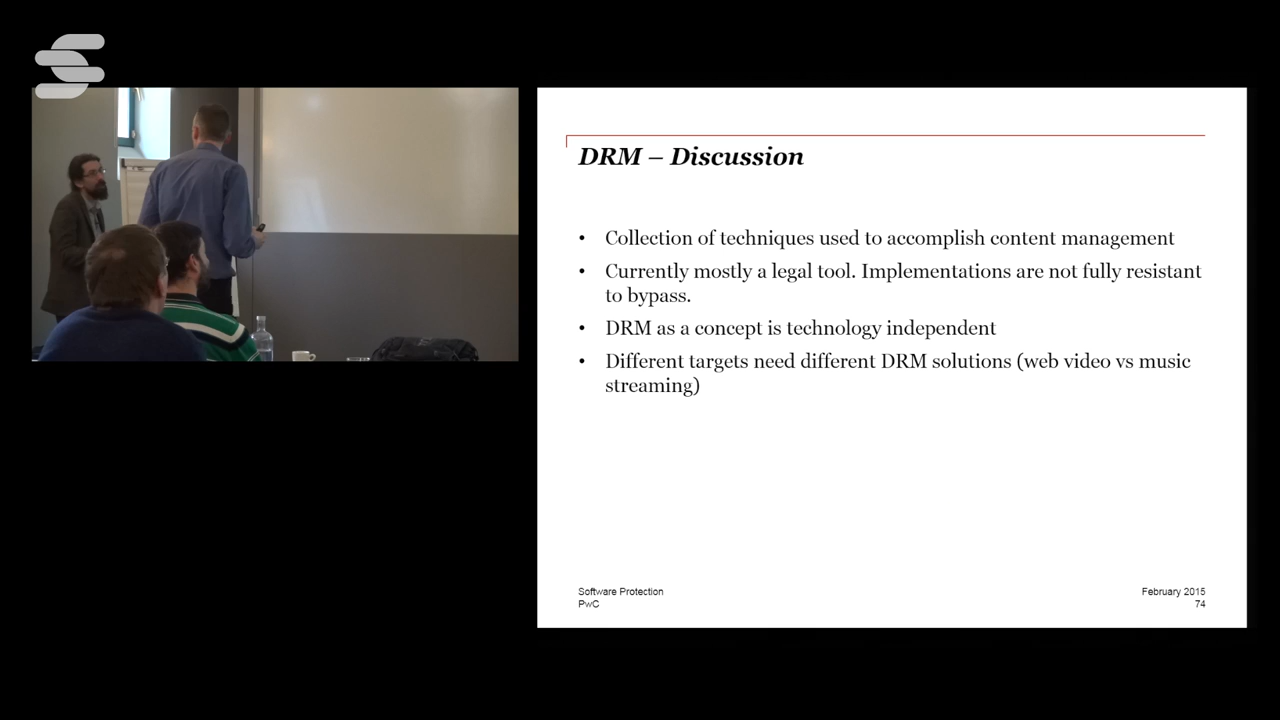 DRM – Discussion
• Collection of techniques used to accomplish content management
• Currently mostly a legal tool. Implementations are not fully resistant
to bypass.
• DRM as a concept is technology independent
• Different targets need different DRM solutions (web video vs music
streaming)
Software Protection
PwC
February 2015
74